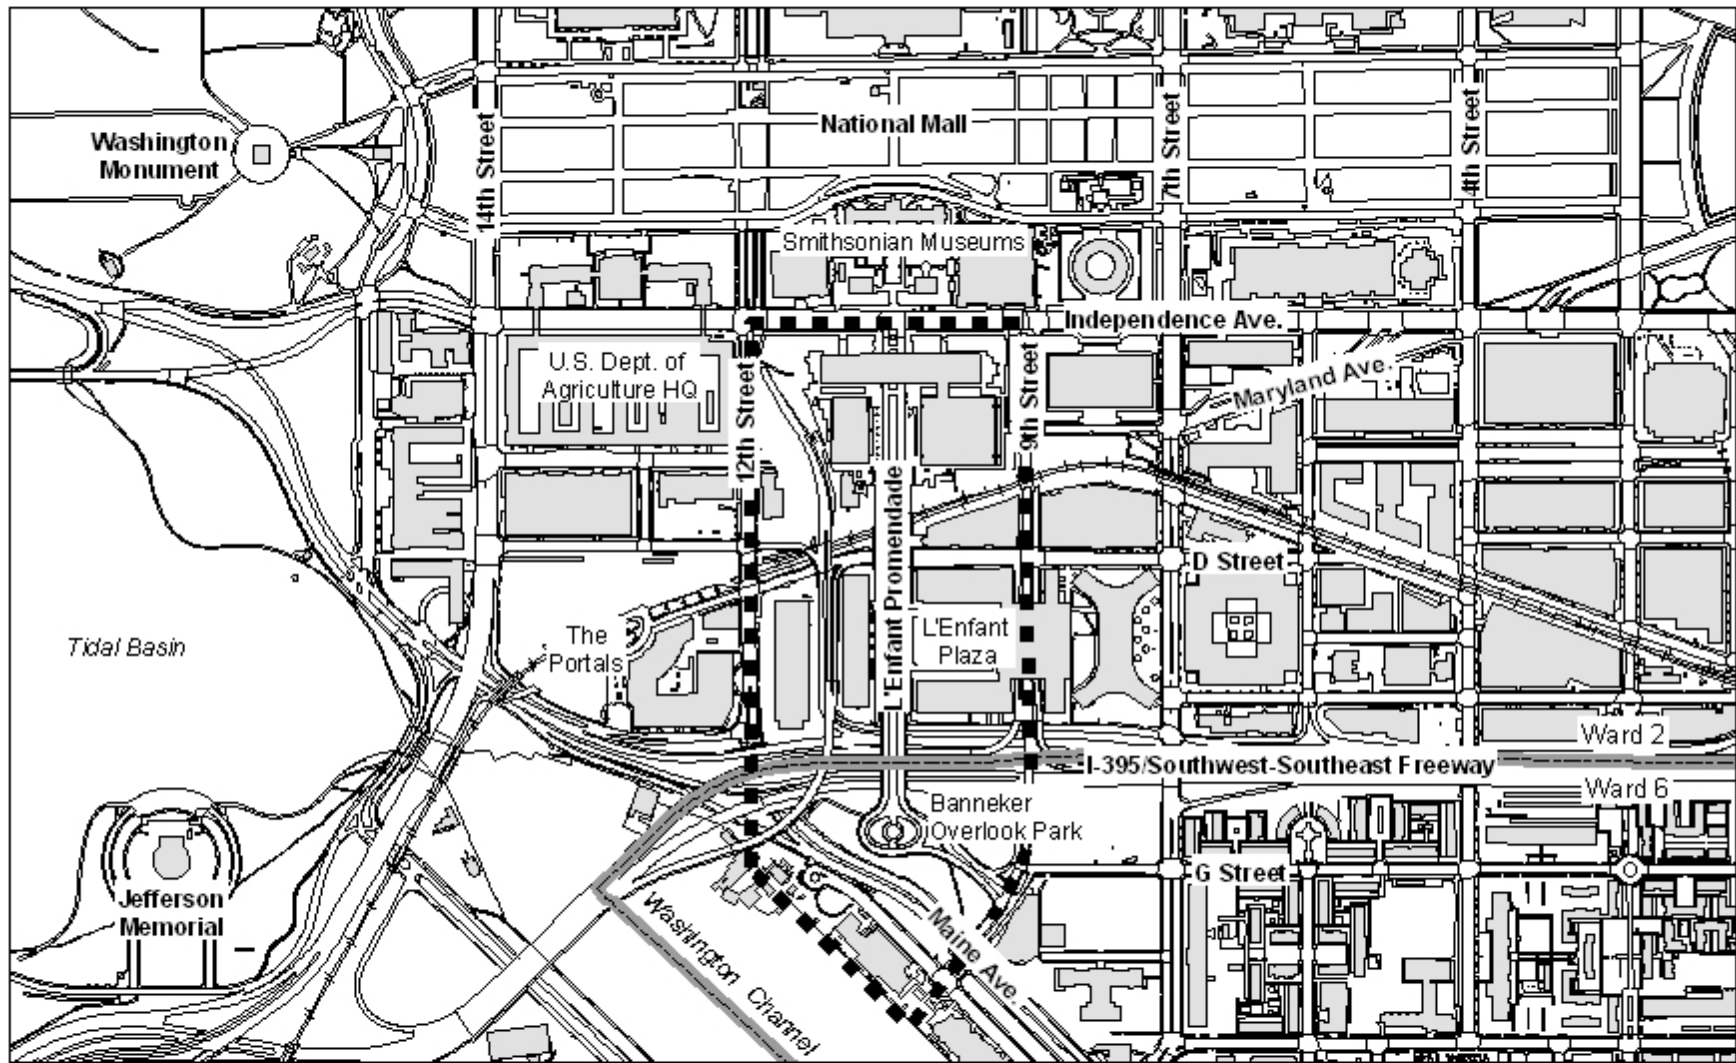 National Mall
Washington
Monument
14th Street
7th Street
4th Street
Smithsonian Museums
Independence Ave.
U.S. Dept. of
Agriculture HQ
12th Street
9th Street
Maryland Ave.
L'Enfant Promendade
D Street
The
Portals
L'Enfant
Plaza
Tidal Basin
Ward 2
I-395/Southwest-Southeast Freeway
Ward 6
Banneker
Overlook Park
G Street
Jefferson
Memorial
Washington Channel
Maine Ave.